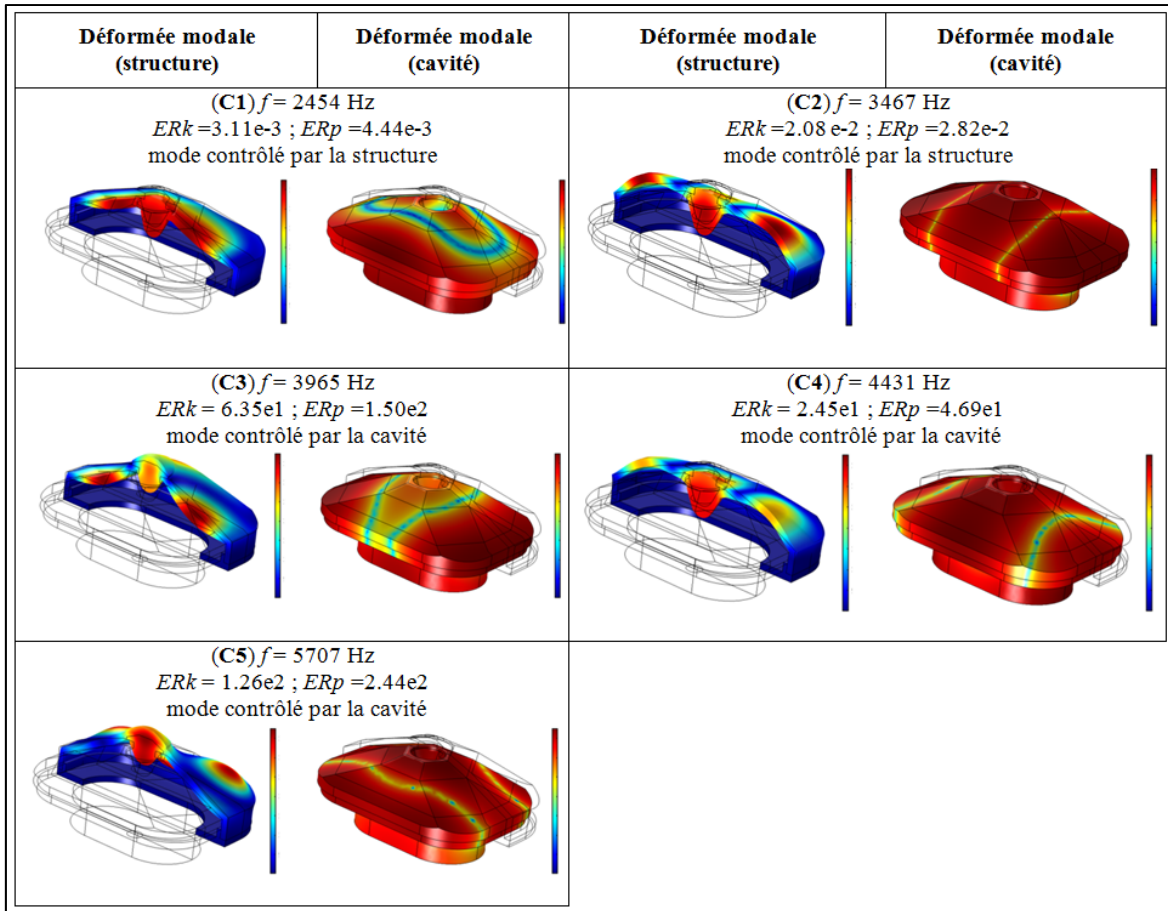 Déformée modale
(structure)
Déformée modale
(cavité)
Déformée modale
(structure)
Déformée modale
(cavité)
(C1) f = 2454 Hz
ERk =3.11e-3 ; ERp =4.44e-3
mode contrôlé par la structure
(C2) f = 3467 Hz
ERk =2.08 e-2 ; ERp =2.82e-2
mode contrôlé par la structure
(C3) f = 3965 Hz
ERk = 6.35e1 ; ERp =1.50e2
mode contrôlé par la cavité
(C4) f = 4431 Hz
ERk = 2.45e1 ; ERp =4.69e1
mode contrôlé par la cavité
(C5) f = 5707 Hz
ERk = 1.26e2 ; ERp =2.44e2
mode contrôlé par la cavité